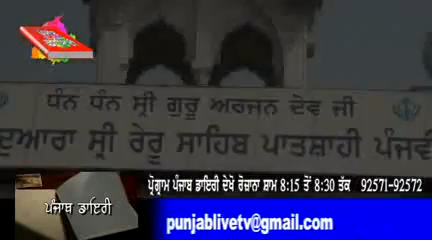 ਧੰਨ ਧੰਨ ਸ੍ਰੀ ਗੁਰੂ ਅਰਜਨ ਦੇਵ ਜੀ
ਦੁਆਰਾ ਸ੍ਰੀ ਰੇਰੂ ਸਾਹਿਬ ਪਾਤਸ਼ਾਹੀ ਪੰਜਵੀ
ਪ੍ਰੋਗ੍ਰਾਮ ਪੰਜਾਬ ਡਾਇਰੀ ਦੇਖੋ ਰੋਜ਼ਾਨਾ ਸ਼ਾਮ 8:15 ਤੋਂ 8:30 ਤੱਕ 92571-92572
ਪੰਜਾਬ ਡਾਇਰੀ
punjablivetv@gmail.com